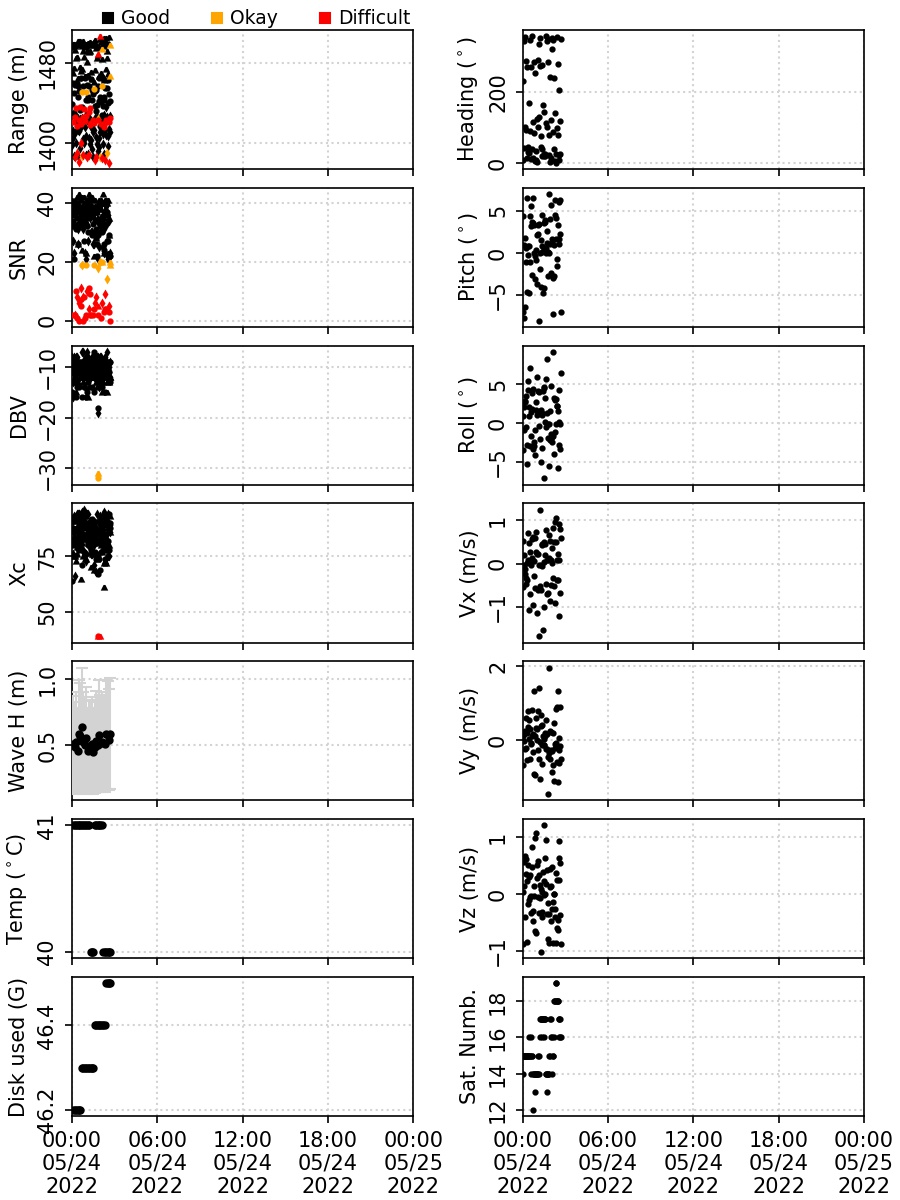 Good Okay Difficult
Range (m)
1480
1400
Heading (°)
200
0
SNR
40
20
0
Pitch (°)
5
0
−5
DBV
−10
−20
−30
Roll (°)
5
0
−5
Xc
75
50
Vx (m/s)
1
0
−1
Wave H (m)
1.0
0.5
Vy (m/s)
2
0
Temp (°C)
41
40
Vz (m/s)
1
0
−1
Disk used (G)
46.4
46.2
Sat. Numb.
18
16
14
12
00:00 06:00 12:00 18:00 00:00
05/24 05/24 05/24 05/24 05/25
2022 2022 2022 2022 2022
00:00 06:00 12:00 18:00 00:00
05/24 05/24 05/24 05/24 05/25
2022 2022 2022 2022 2022